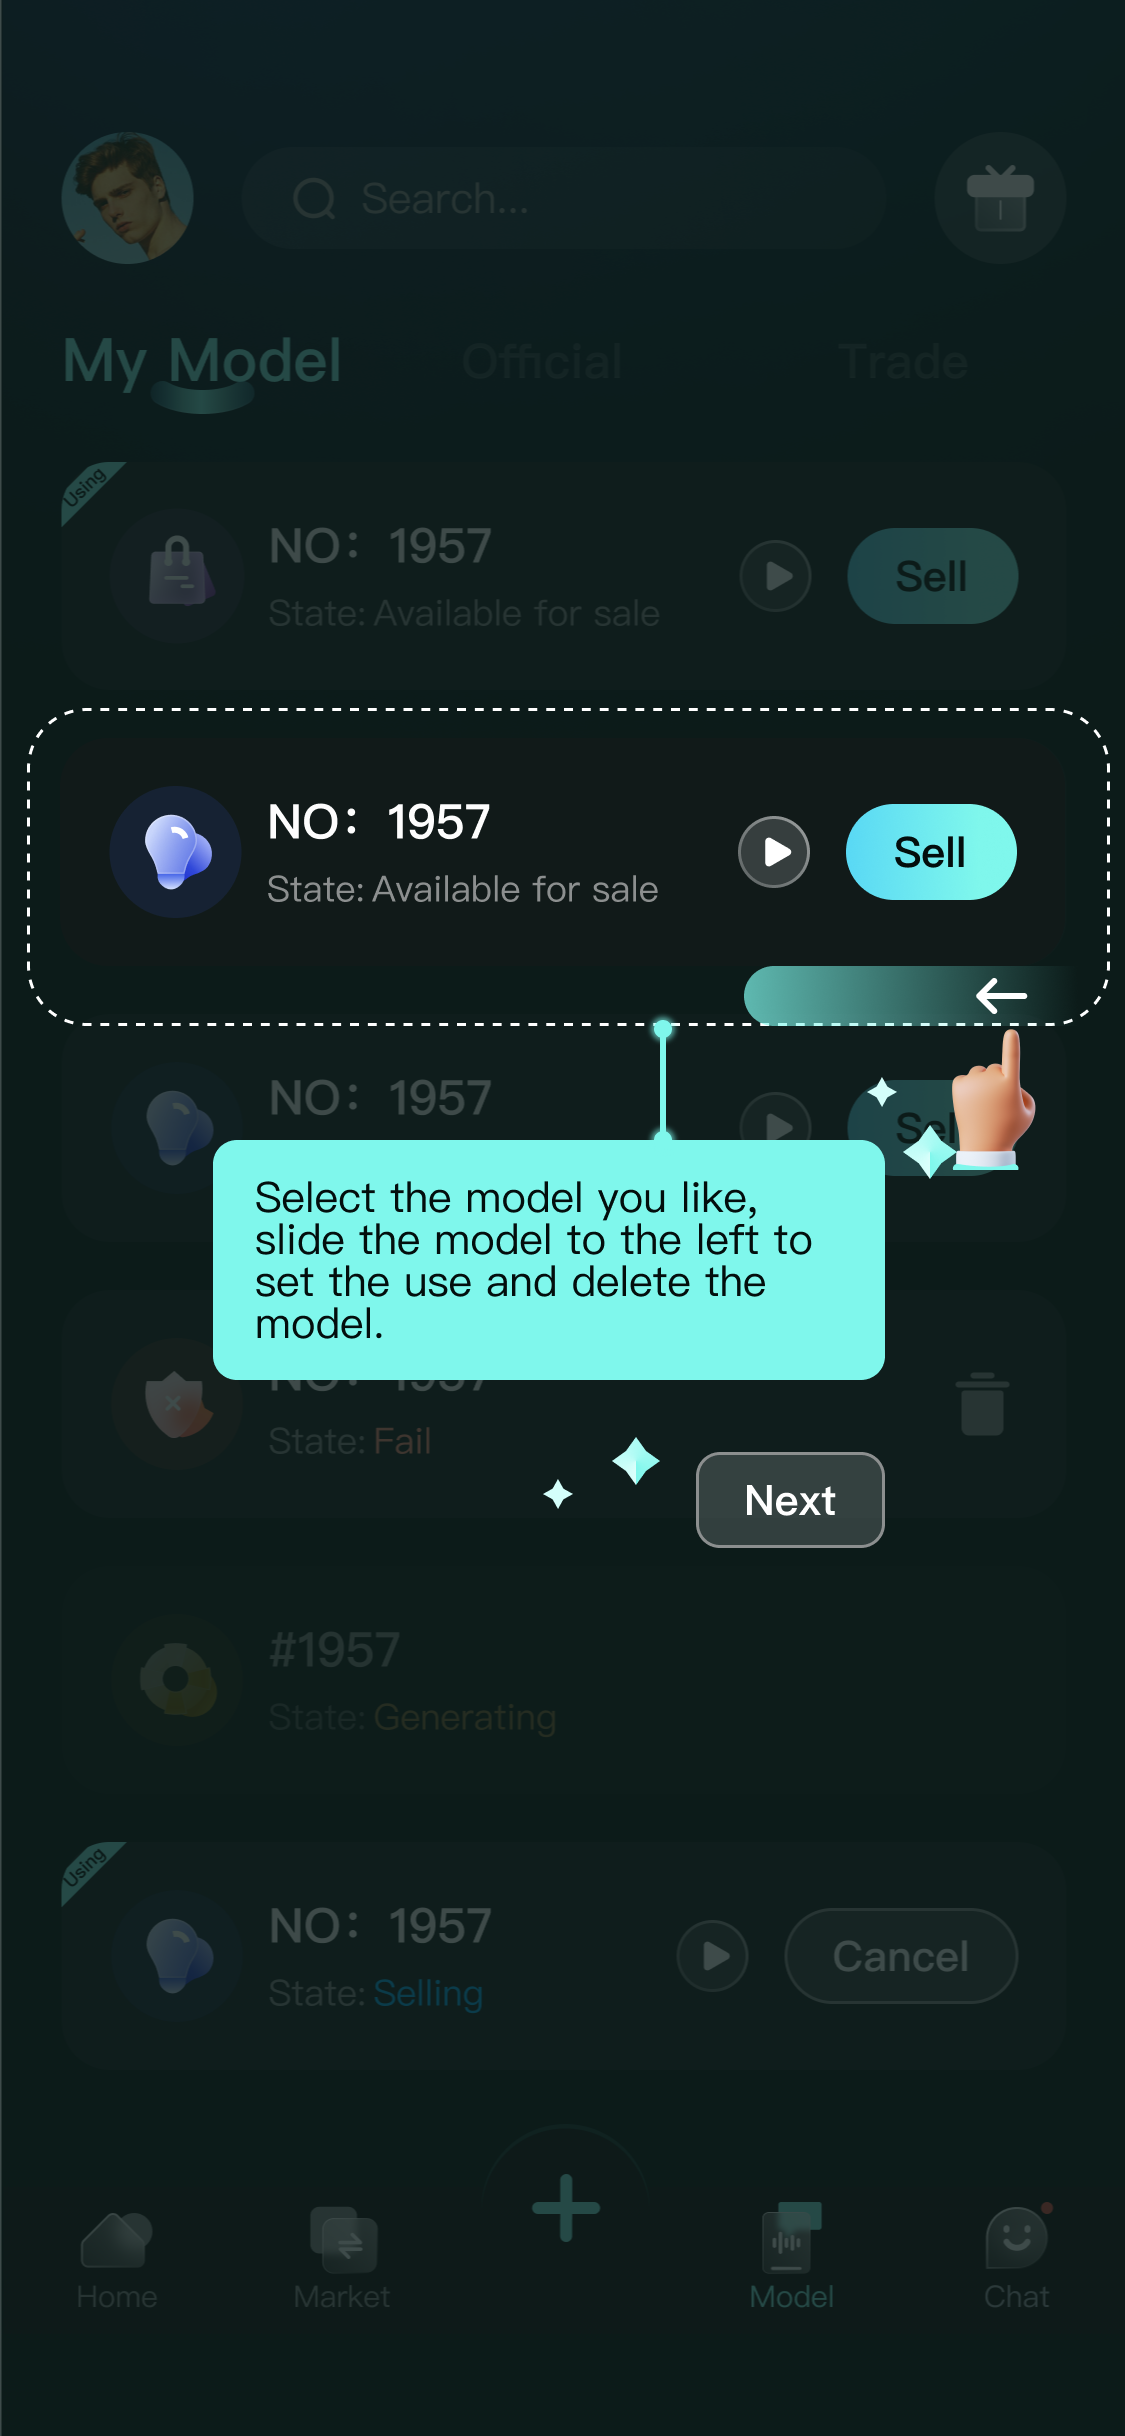 Search...
My Model Official Trade
Using
NO： 1957
State: Available for sale
Sell
NO： 1957
State: Available for sale
Sell
NO： 1957
Select the model you like,
slide the model to the left to
set the use and delete the
model.
State: Fail
Next
#1957
State: Generating
Using
NO： 1957
State: Selling
Cancel
Home Market Model Chat